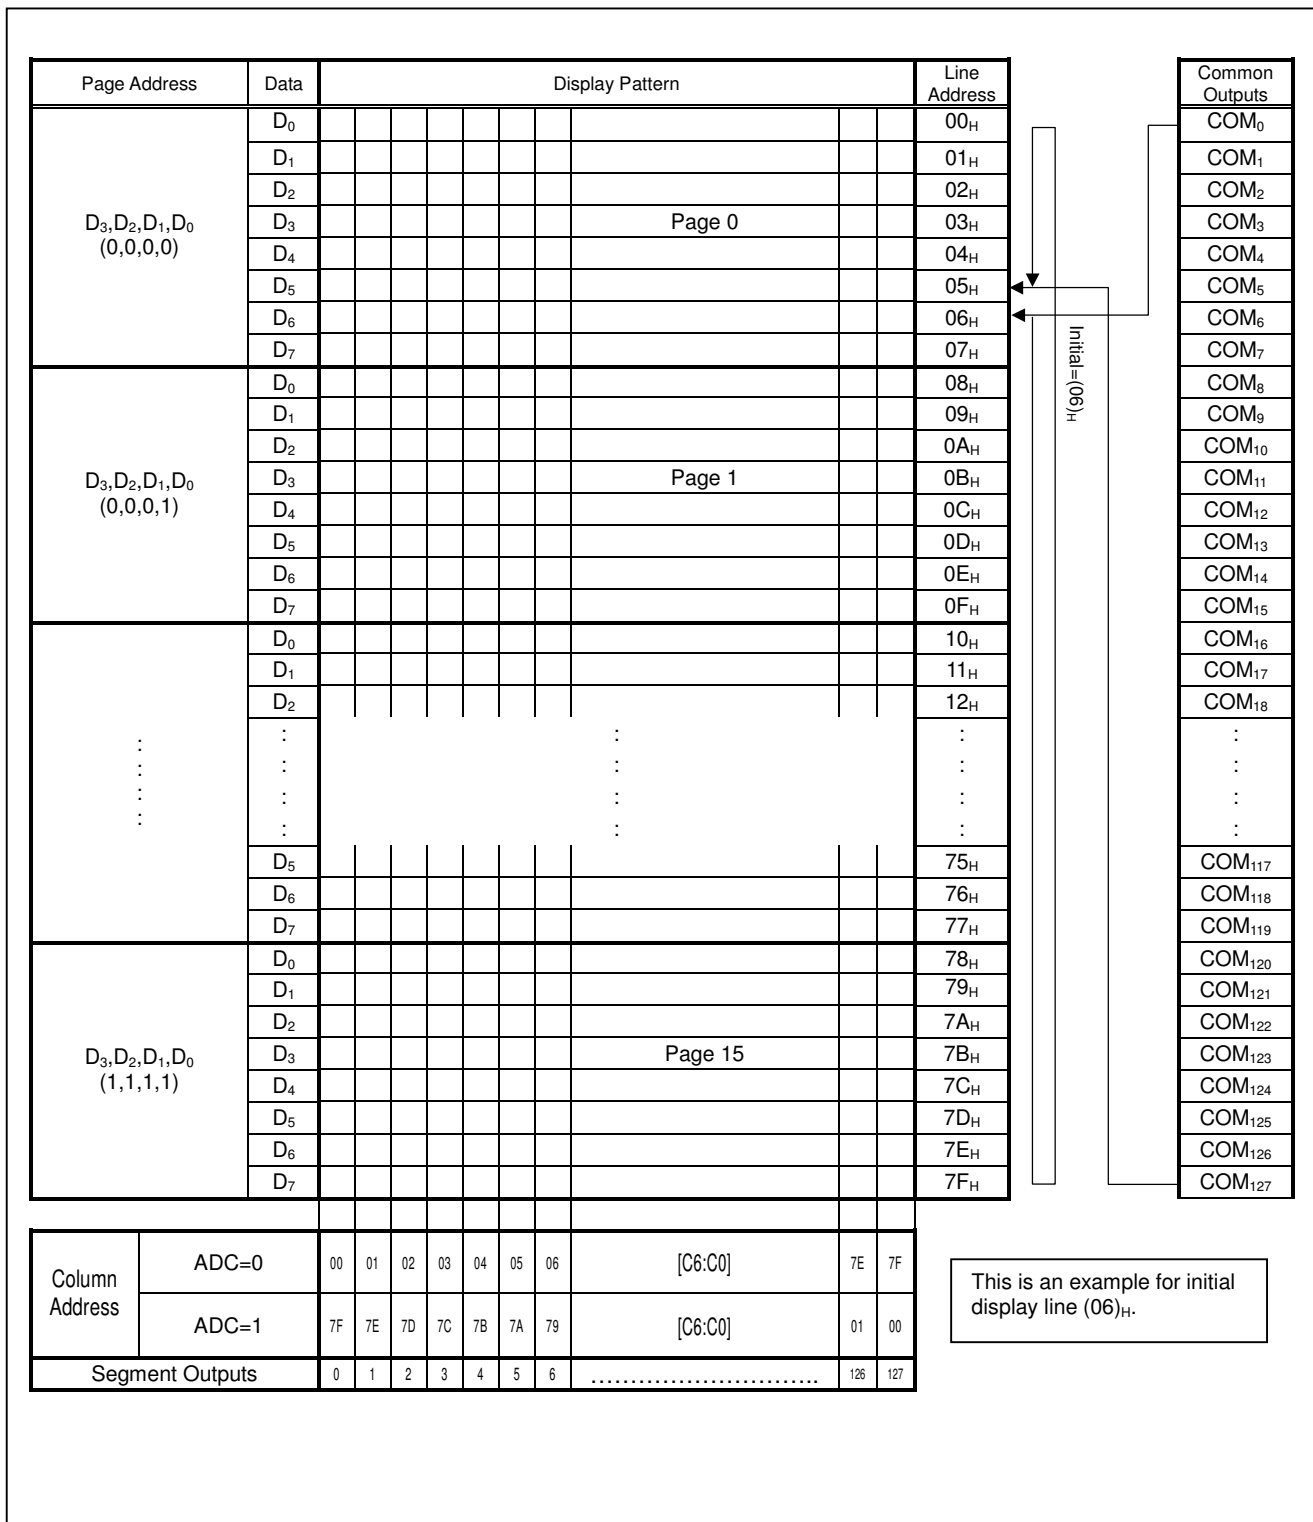 Page Address Data Display Pattern Line Address Common Outputs
D₀ 00H COM₀
D₁ 01H COM₁
D₂ 02H COM₂
D₃,D₂,D₁,D₀ D₃ Page 0 03H COM₃
(0,0,0,0) D₄ 04H COM₄
D₅ 05H COM₅
D₆ 06H COM₆
D₇ 07H COM₇
Initial=(06)H
D₀ 08H COM₈
D₁ 09H COM₉
D₂ 0AH COM₁₀
D₃,D₂,D₁,D₀ D₃ Page 1 0BH COM₁₁
(0,0,0,1) D₄ 0CH COM₁₂
D₅ 0DH COM₁₃
D₆ 0EH COM₁₄
D₇ 0FH COM₁₅
D₀ 10H COM₁₆
D₁ 11H COM₁₇
D₂ 12H COM₁₈
: : : : :
: : : : :
: : : : :
: : : : :
D₅ 75H COM₁₁₇
D₆ 76H COM₁₁₈
D₇ 77H COM₁₁₉
D₀ 78H COM₁₂₀
D₁ 79H COM₁₂₁
D₂ 7AH COM₁₂₂
D₃,D₂,D₁,D₀ D₃ Page 15 7BH COM₁₂₃
(1,1,1,1) D₄ 7CH COM₁₂₄
D₅ 7DH COM₁₂₅
D₆ 7EH COM₁₂₆
D₇ 7FH COM₁₂₇
Column Address
ADC=0 00 01 02 03 04 05 06 [C6:C0] 7E 7F
ADC=1 7F 7E 7D 7C 7B 7A 79 [C6:C0] 01 00
Segment Outputs 0 1 2 3 4 5 6 ............................ 126 127
This is an example for initial
display line (06)H.